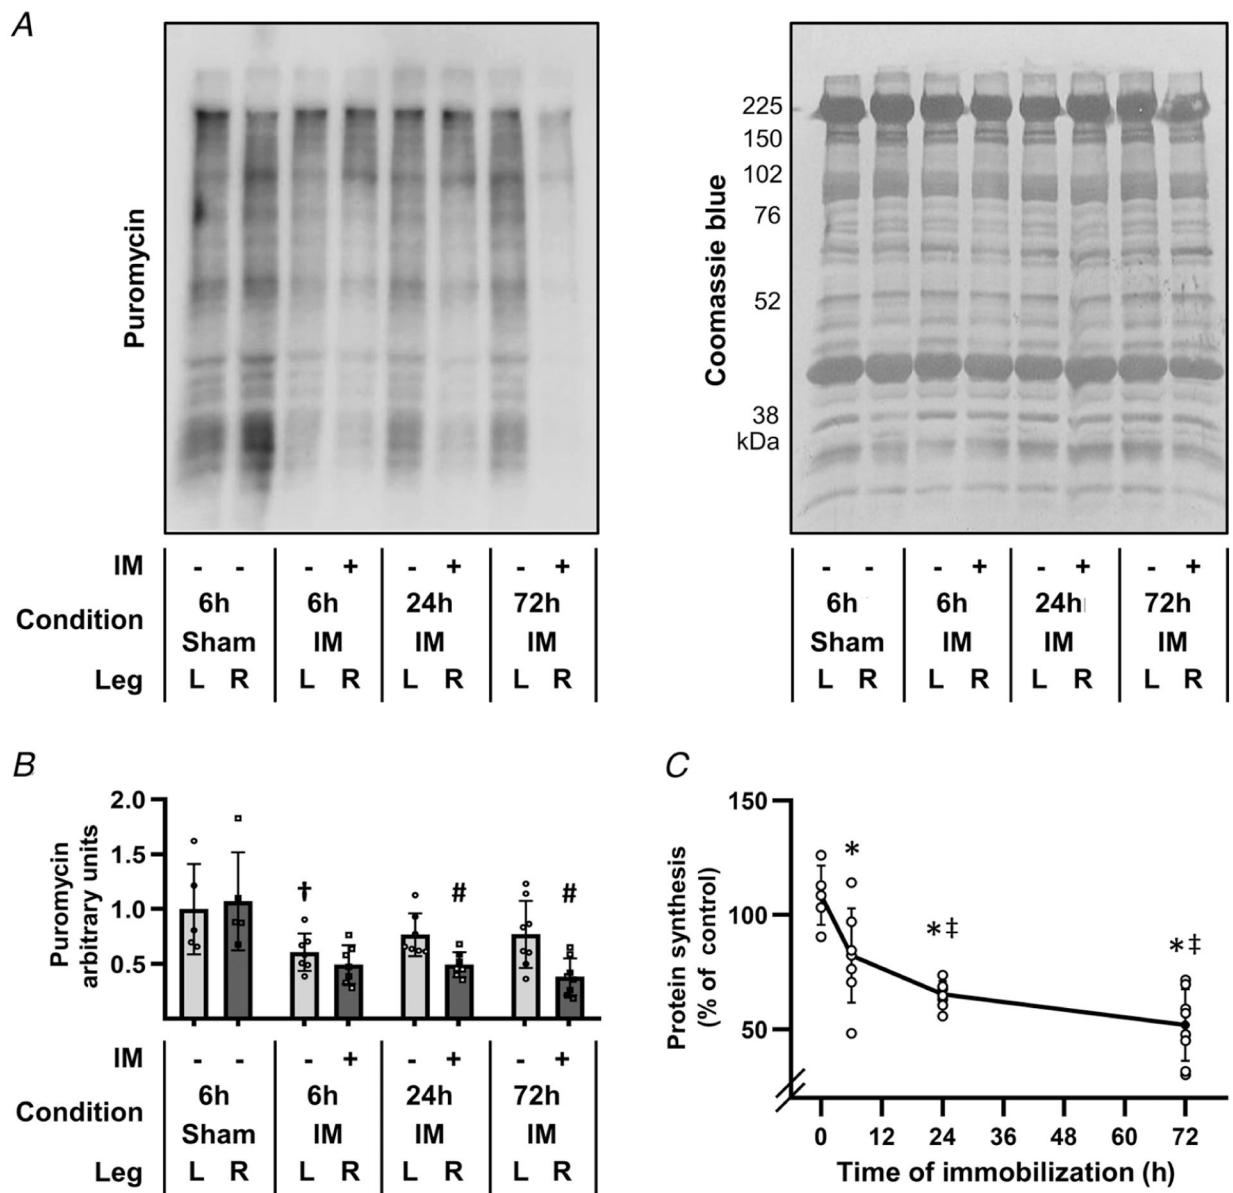 A
Puromycin
IM - - - + - + - +
Condition 6h 6h 24h 72h
Sham IM IM IM
Leg L R L R L R L R
Coomassie blue
225
150
102
76
52
38
kDa
- - - + - + - +
6h 6h 24h 72h
Sham IM IM IM
L R L R L R L R
B
Puromycin
arbitrary units
2.0
1.5
1.0
0.5
† # #
IM - - - + - + - +
Condition 6h 6h 24h 72h
Sham IM IM IM
Leg L R L R L R L R
C
Protein synthesis
(% of control)
150
100
50
*
*‡
*‡
0 12 24 36 48 60 72
Time of immobilization (h)